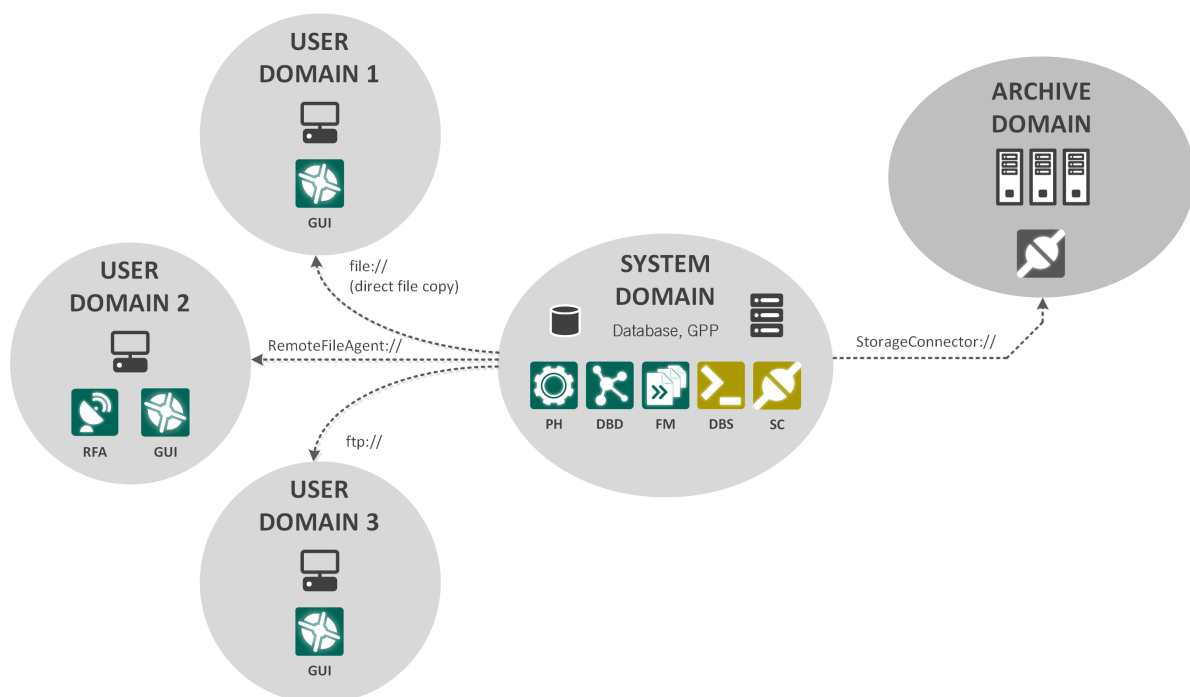 USER
DOMAIN 1
GUI
file://
(direct file copy)
USER
DOMAIN 2
RFA
GUI
RemoteFileAgent://
ftp://
USER
DOMAIN 3
GUI
SYSTEM
DOMAIN
Database, GPP
PH
DBD
FM
DBS
SC
StorageConnector://
ARCHIVE
DOMAIN